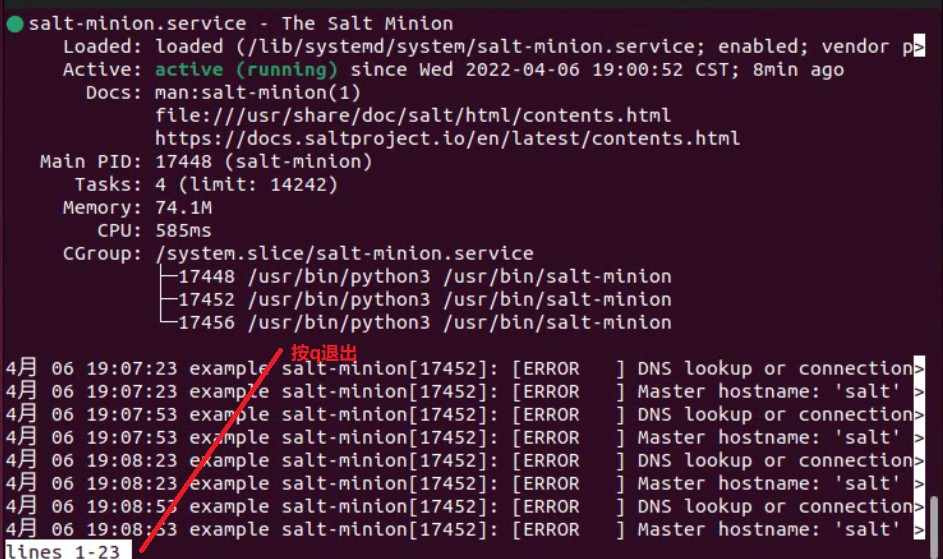 ● salt-minion.service - The Salt Minion
Loaded: loaded (/lib/systemd/system/salt-minion.service; enabled; vendor p>
Active: active (running) since Wed 2022-04-06 19:00:52 CST; 8min ago
Docs: man:salt-minion(1)
file:///usr/share/doc/salt/html/contents.html
https://docs.saltproject.io/en/latest/contents.html
Main PID: 17448 (salt-minion)
Tasks: 4 (limit: 14242)
Memory: 74.1M
CPU: 585ms
CGroup: /system.slice/salt-minion.service
├─17448 /usr/bin/python3 /usr/bin/salt-minion
├─17452 /usr/bin/python3 /usr/bin/salt-minion
└─17456 /usr/bin/python3 /usr/bin/salt-minion
按q退出
4月 06 19:07:23 example salt-minion[17452]: [ERROR   ] DNS lookup or connection>
4月 06 19:07:23 example salt-minion[17452]: [ERROR   ] Master hostname: 'salt' >
4月 06 19:07:53 example salt-minion[17452]: [ERROR   ] DNS lookup or connection>
4月 06 19:07:53 example salt-minion[17452]: [ERROR   ] Master hostname: 'salt' >
4月 06 19:08:23 example salt-minion[17452]: [ERROR   ] DNS lookup or connection>
4月 06 19:08:23 example salt-minion[17452]: [ERROR   ] Master hostname: 'salt' >
4月 06 19:08:53 example salt-minion[17452]: [ERROR   ] DNS lookup or connection>
4月 06 19:08:53 example salt-minion[17452]: [ERROR   ] Master hostname: 'salt' >
lines 1-23